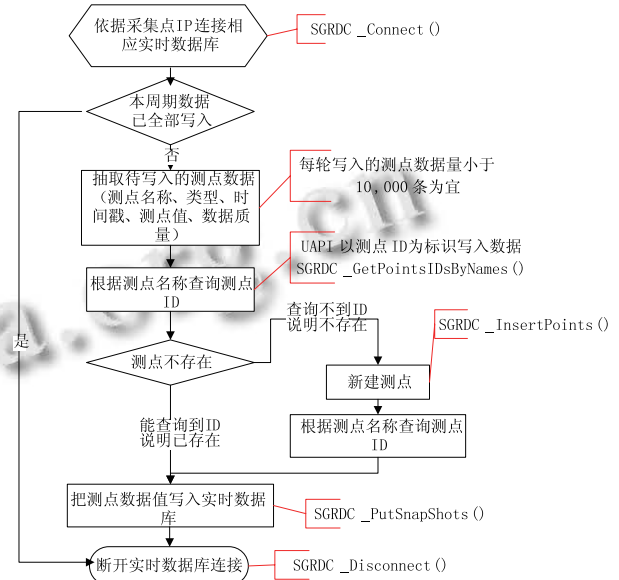 依据采集点IP连接相
应实时数据库
SGRDC _Connect()
本周期数据
已全部写入
否
抽取待写入的测点数据
(测点名称、类型、时
间戳、测点值、数据质
量)
每轮写入的测点数据量小于
10,000 条为宜
UAPI 以测点 ID为标识写入数据
SGRDC _GetPointsIDsByNames()
根据测点名称查询测点
ID
查询不到ID
说明不存在
SGRDC _InsertPoints()
是
测点不存在
新建测点
能查询到ID
说明已存在
根据测点名称查询测点
ID
把测点数据值写入实时数据
库
SGRDC _PutSnapShots()
断开实时数据库连接
SGRDC _Disconnect()